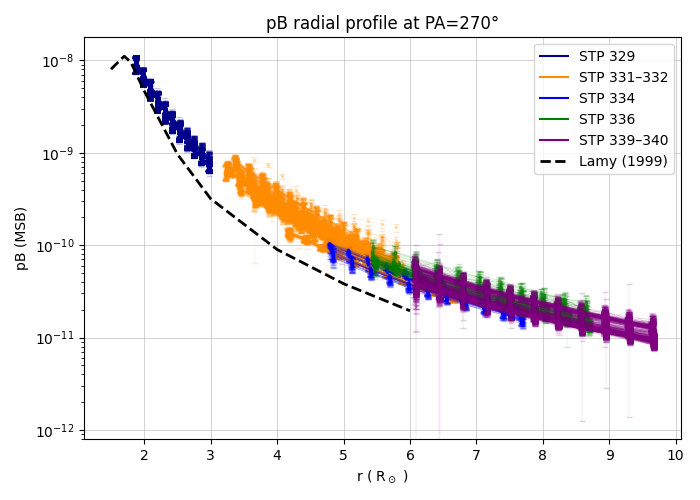 pB radial profile at PA=270°
pB (MSB)
10⁻⁸
10⁻⁹
10⁻¹⁰
10⁻¹¹
10⁻¹²
STP 329
STP 331–332
STP 334
STP 336
STP 339–340
Lamy (1999)
2 3 4 5 6 7 8 9 10
r ( R⊙ )